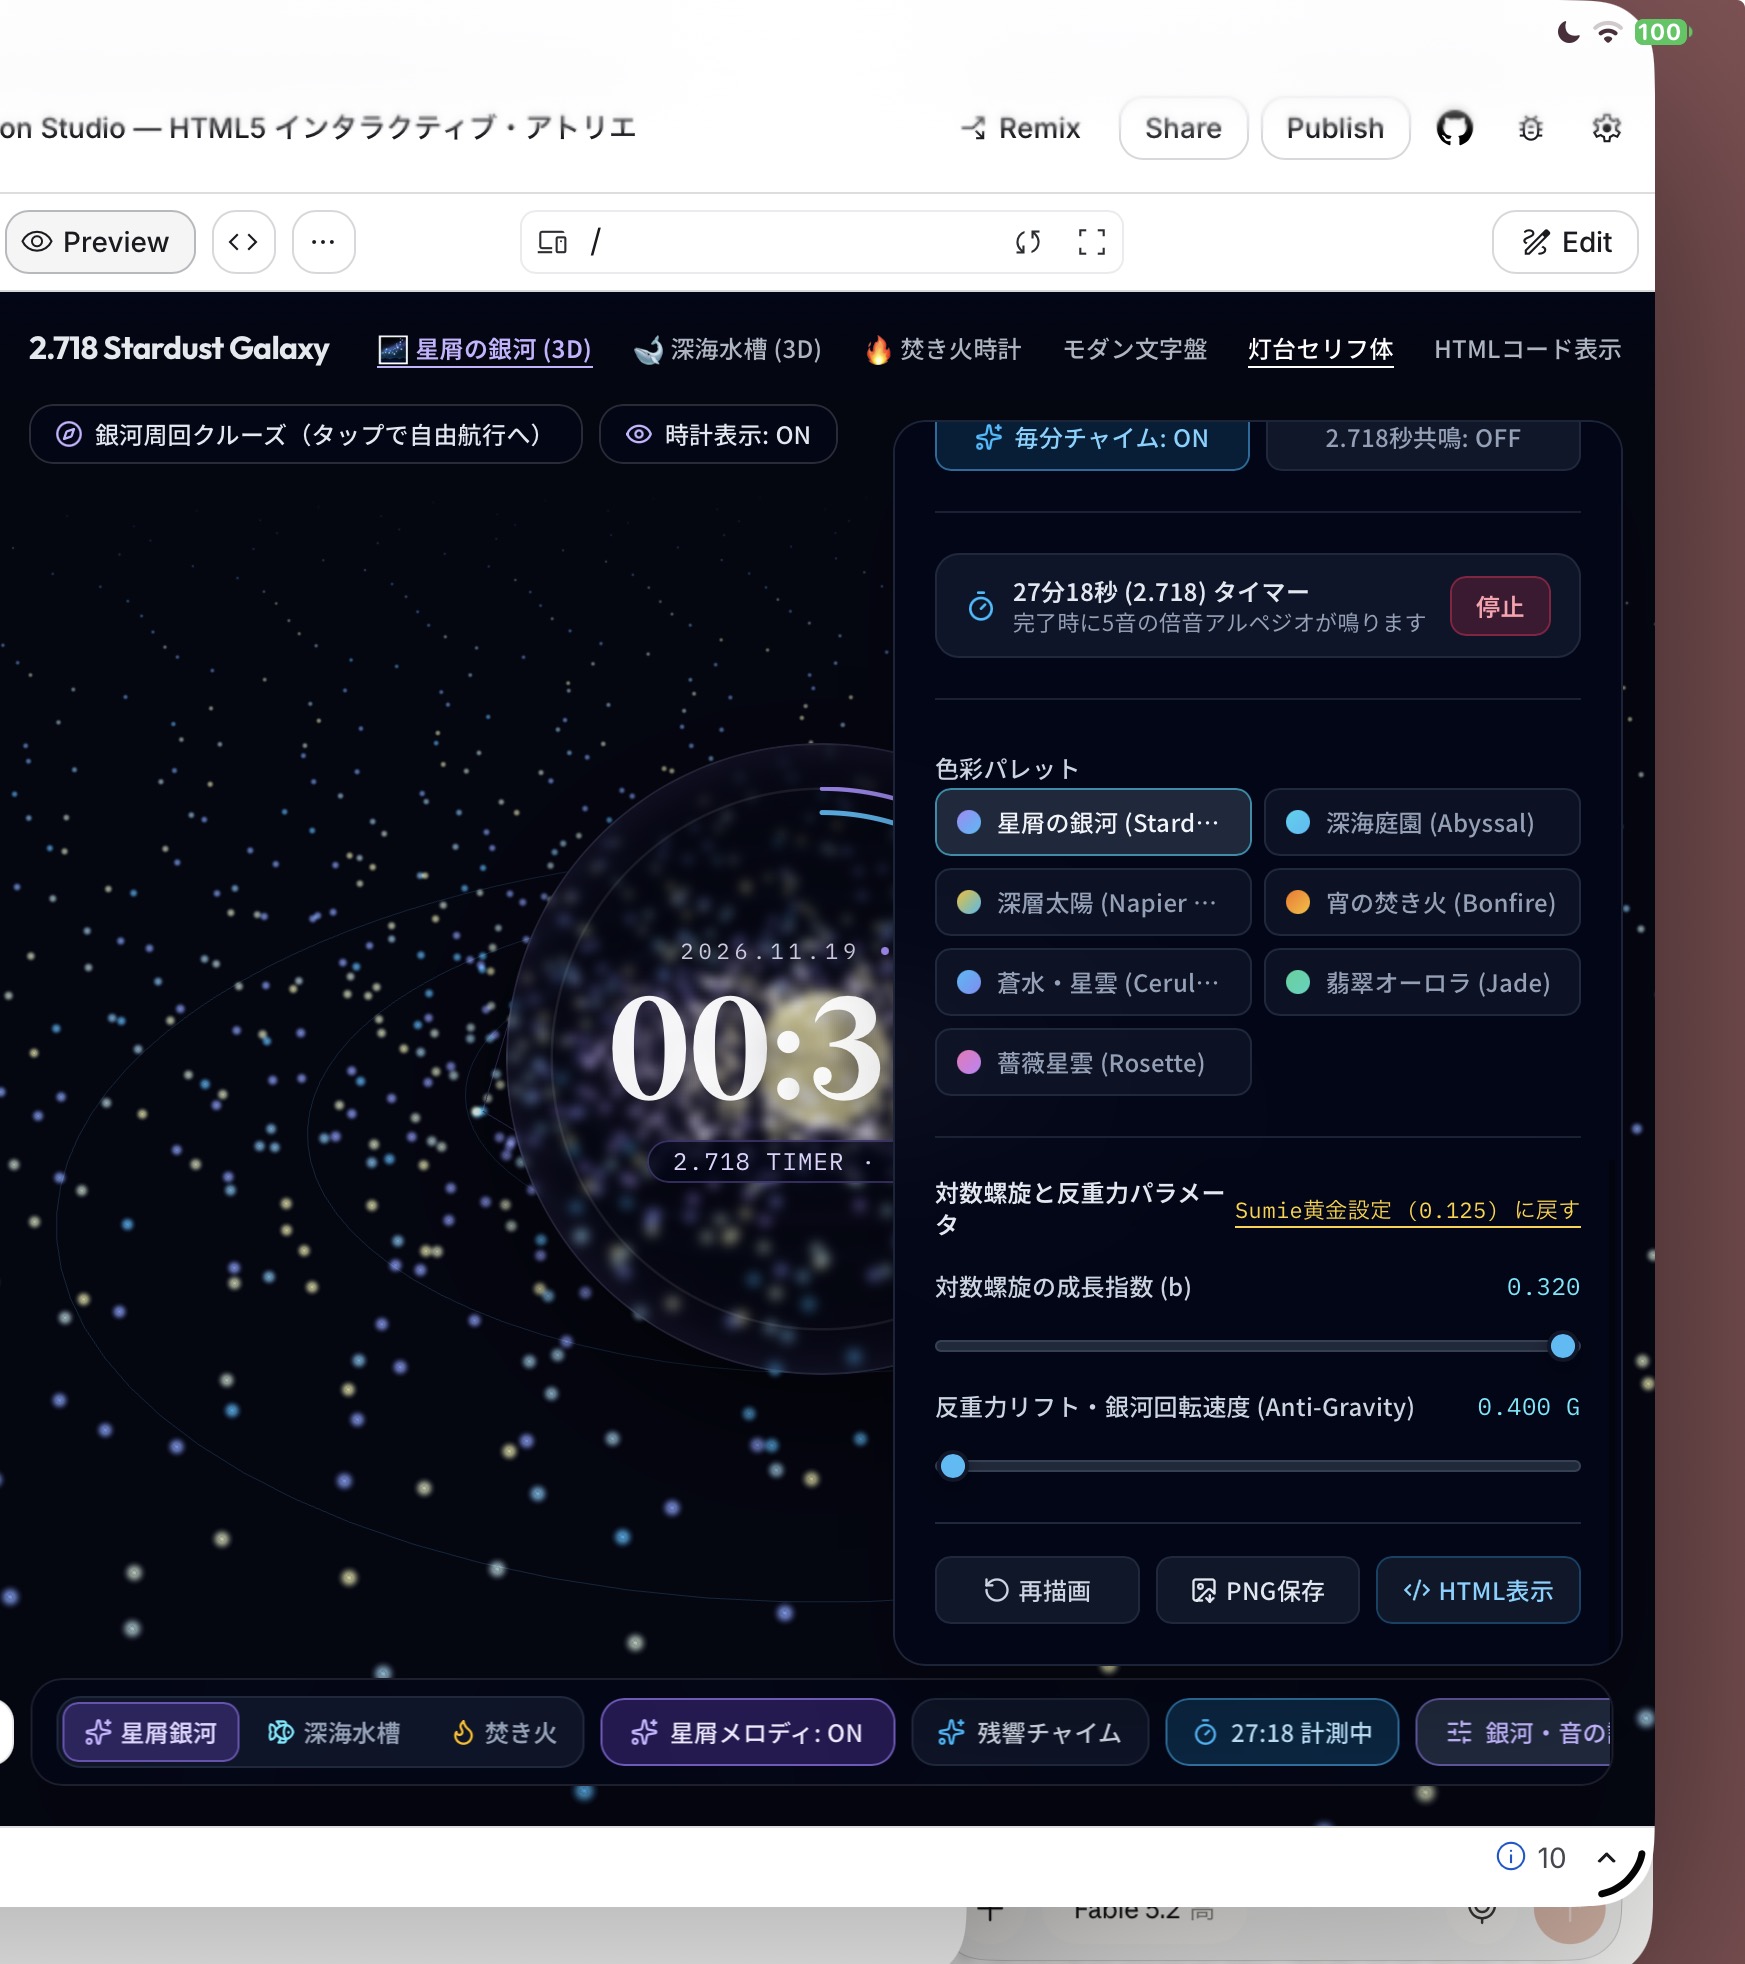 100
on Studio — HTML5 インタラクティブ・アトリエ
Remix
Share
Publish
Preview
/
Edit
2.718 Stardust Galaxy
星屑の銀河 (3D)
深海水槽 (3D)
焚き火時計
モダン文字盤
灯台セリフ体
HTMLコード表示
銀河周回クルーズ（タップで自由航行へ）
時計表示: ON
毎分チャイム: ON
2.718秒共鳴: OFF
27分18秒 (2.718) タイマー
完了時に5音の倍音アルペジオが鳴ります
停止
色彩パレット
星屑の銀河 (Stard…
深海庭園 (Abyssal)
深層太陽 (Napier …
宵の焚き火 (Bonfire)
蒼水・星雲 (Cerul…
翡翠オーロラ (Jade)
薔薇星雲 (Rosette)
2026.11.19 •
00:3
2.718 TIMER ·
対数螺旋と反重力パラメー
タ
Sumie黄金設定 (0.125) に戻す
対数螺旋の成長指数 (b)
0.320
反重力リフト・銀河回転速度 (Anti-Gravity)
0.400 G
再描画
PNG保存
HTML表示
星屑銀河
深海水槽
焚き火
星屑メロディ: ON
残響チャイム
27:18 計測中
銀河・音の
10
Fable 5.2 高